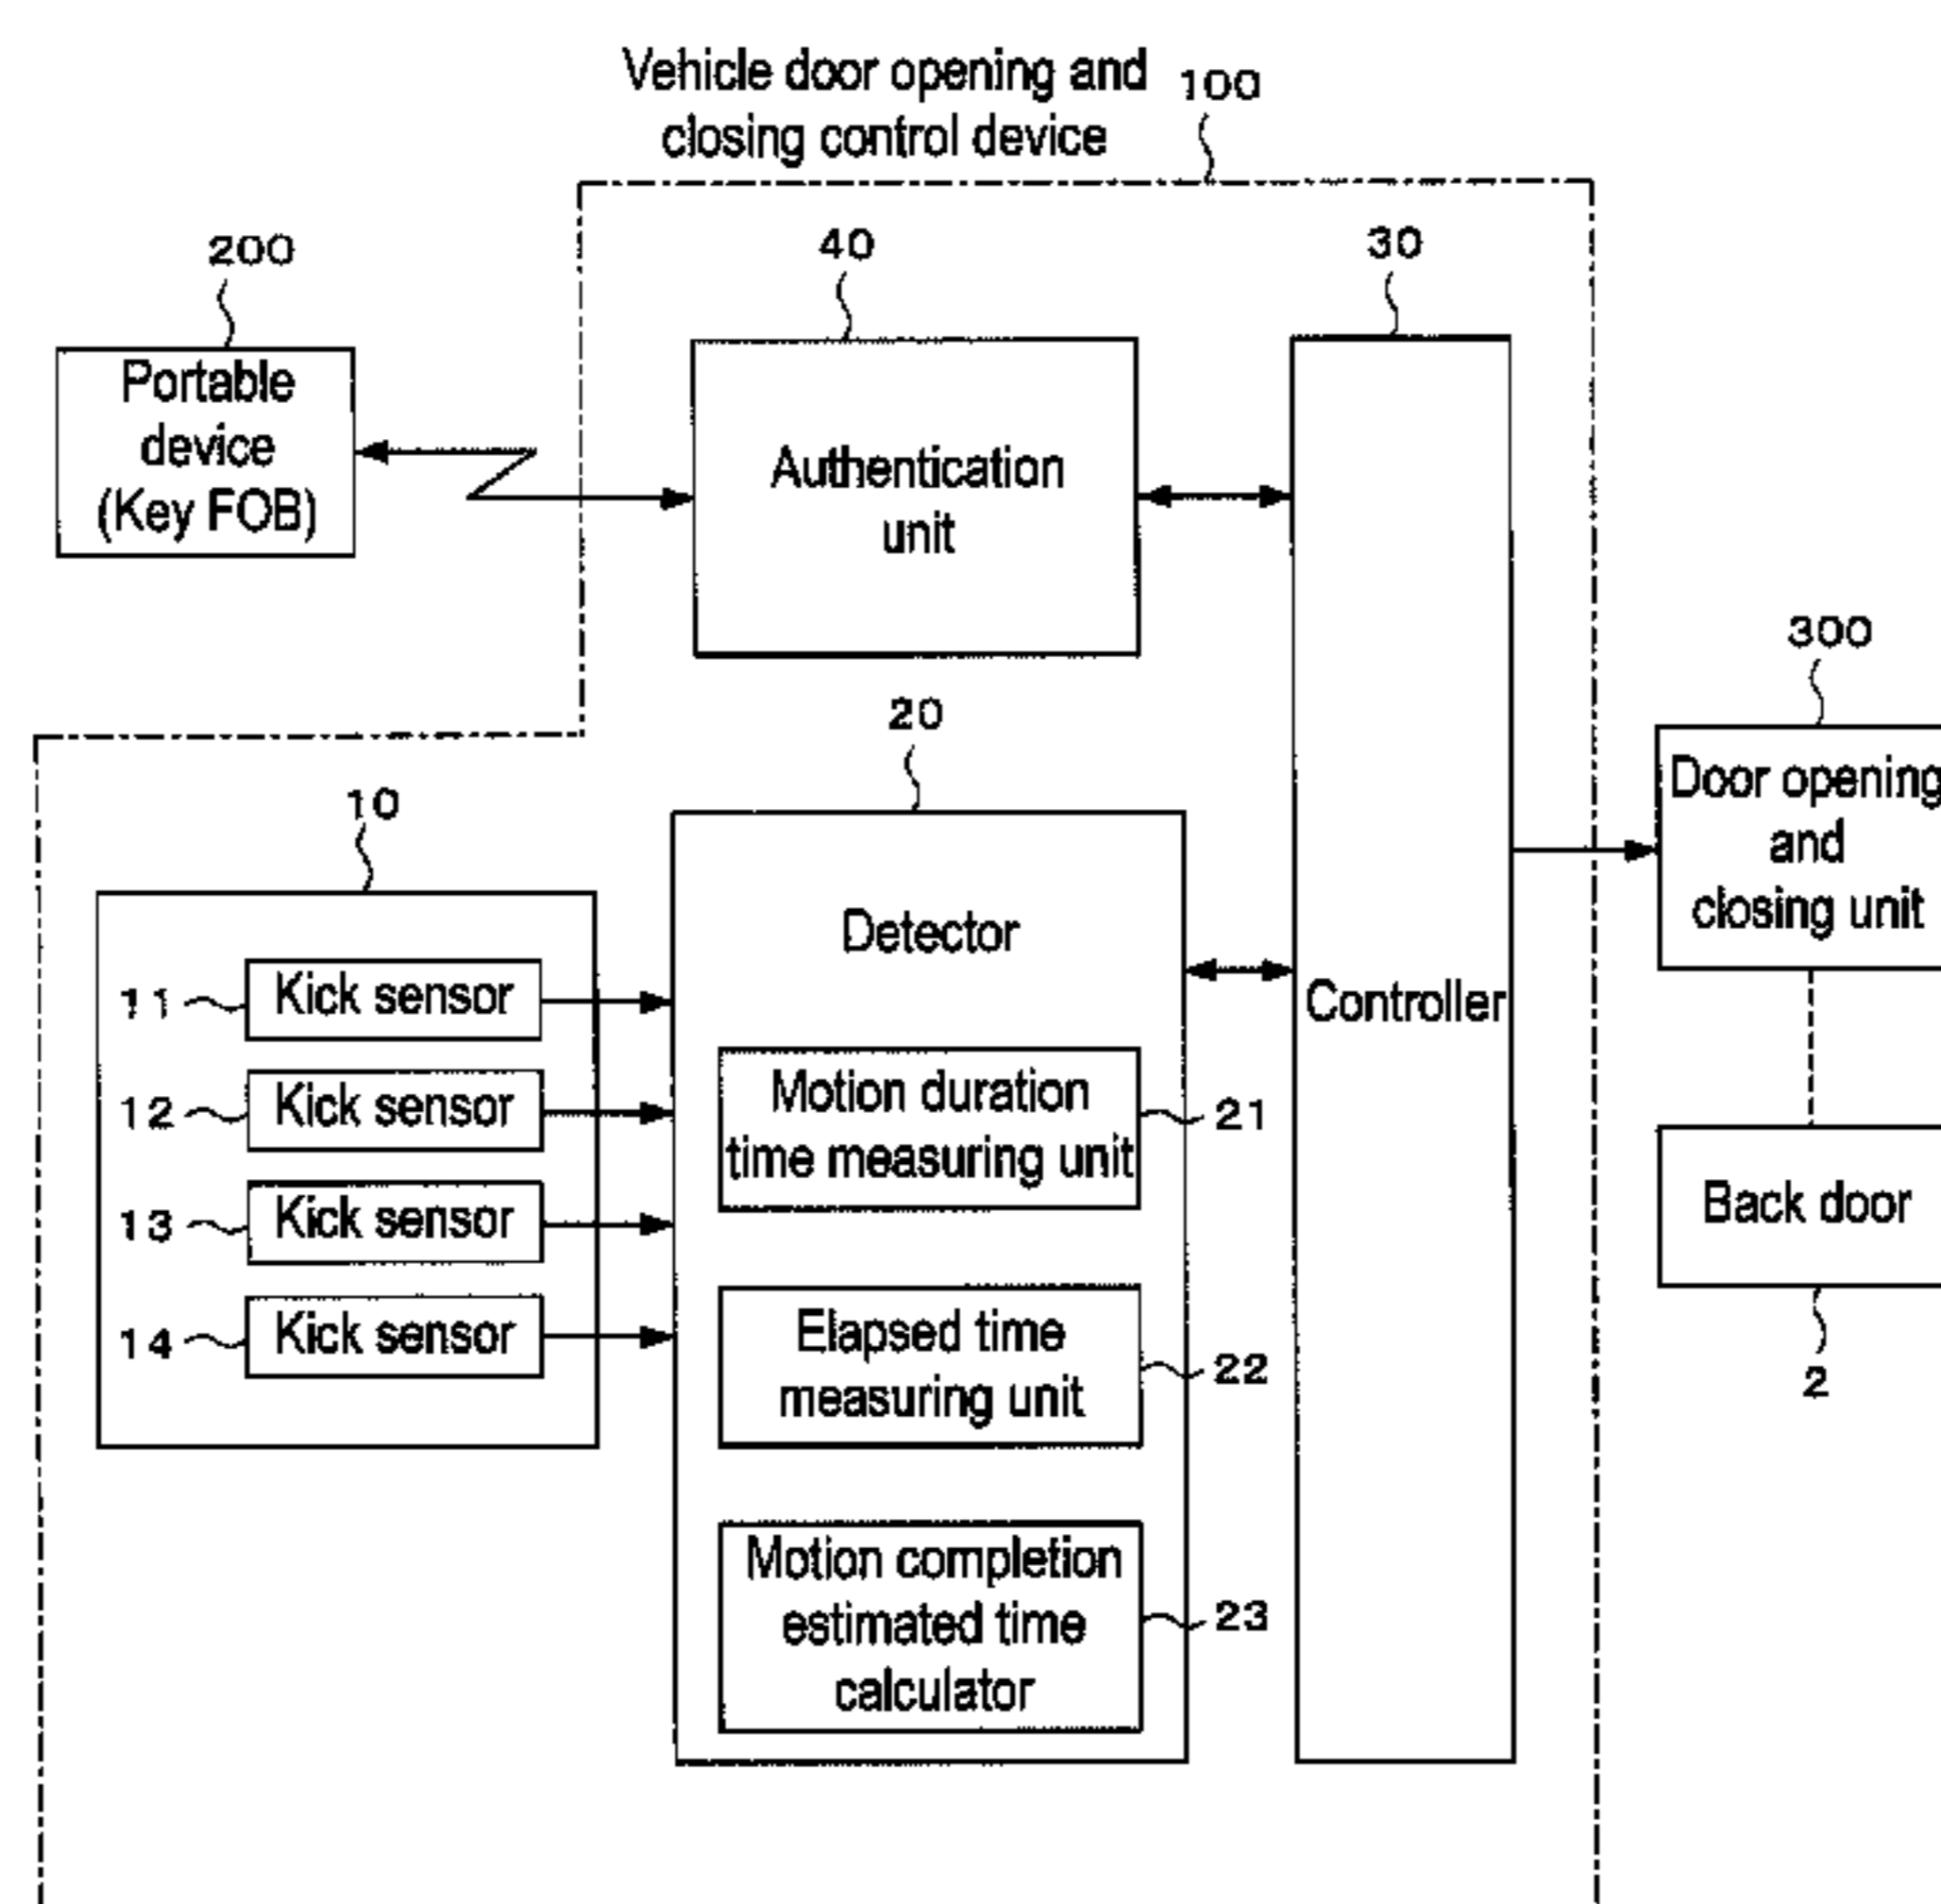 Vehicle door opening and
closing control device
100
200
40
30
Portable
device
(Key FOB)
Authentication
unit
300
20
Door opening
and
closing unit
10
Detector
11
Kick sensor
Controller
12
Kick sensor
Motion duration
time measuring unit
21
13
Kick sensor
Back door
14
Kick sensor
Elapsed time
measuring unit
22
2
Motion completion
estimated time
calculator
23